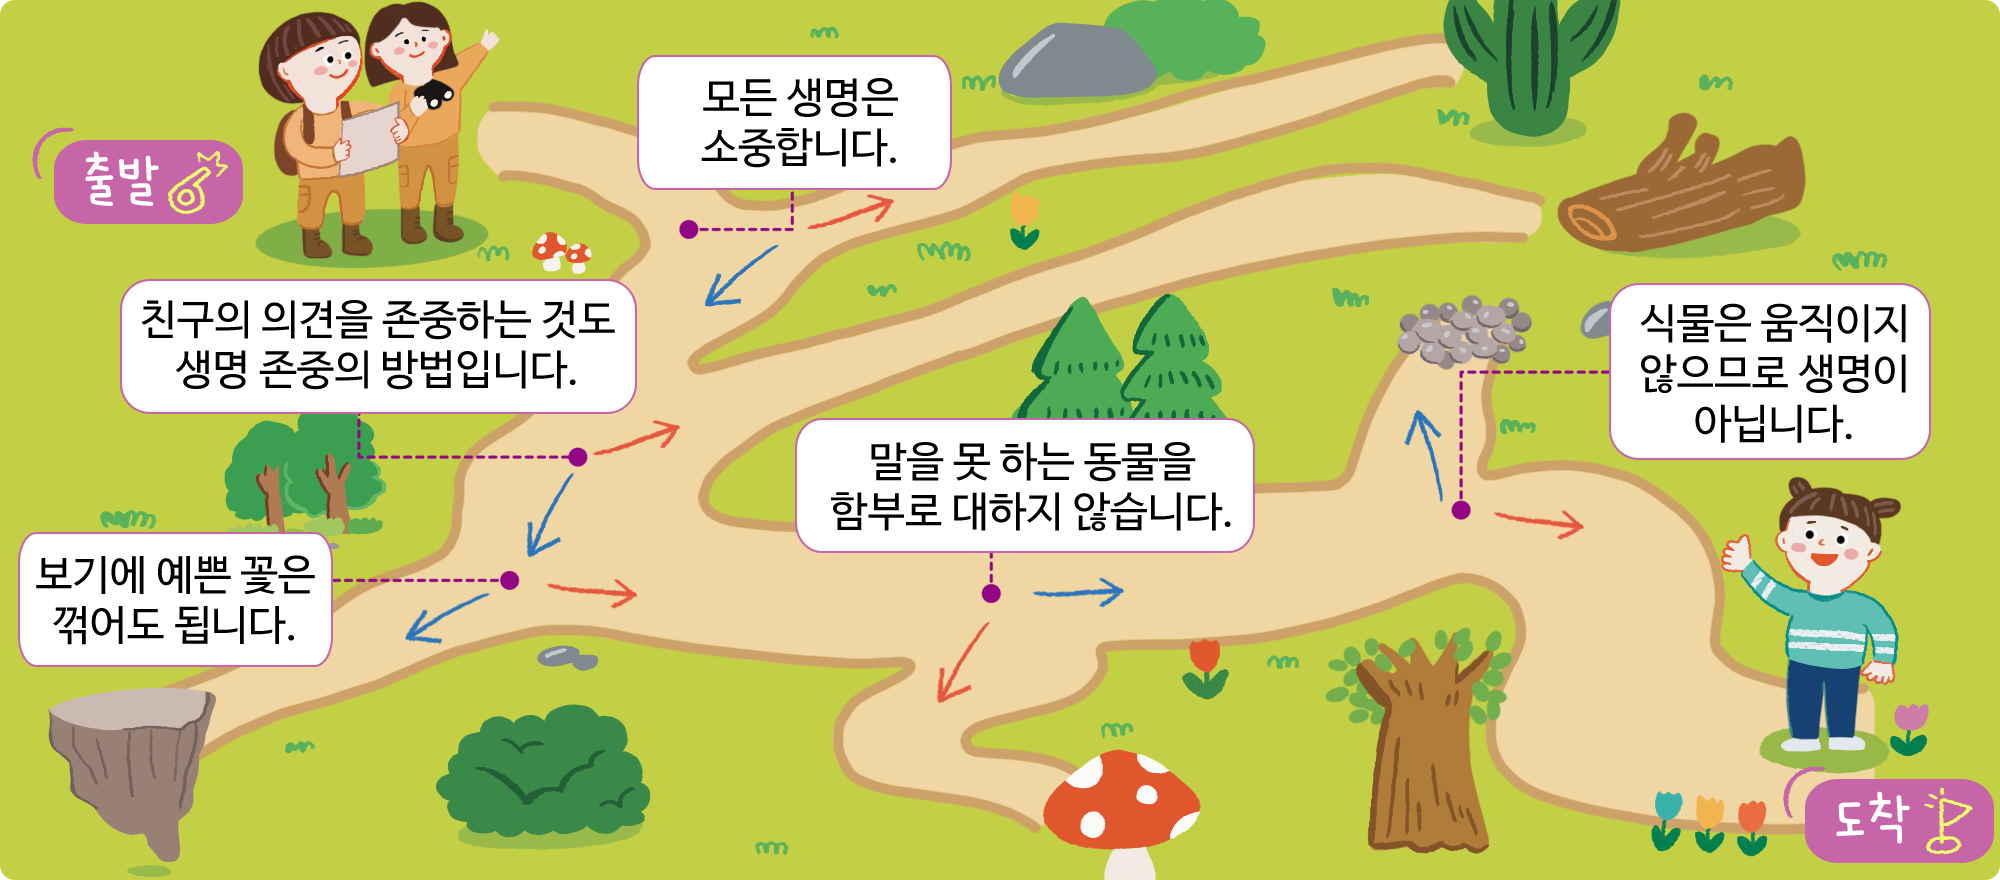 출발
모든 생명은
소중합니다.
친구의 의견을 존중하는 것도
생명 존중의 방법입니다.
식물은 움직이지
않으므로 생명이
아닙니다.
말을 못 하는 동물을
함부로 대하지 않습니다.
보기에 예쁜 꽃은
꺾어도 됩니다.
도착